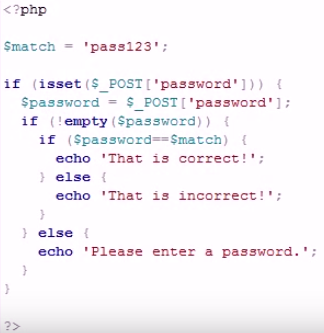 <?php
$match = 'pass123';
if (isset($_POST['password'])) {
  $password = $_POST['password'];
  if (!empty($password)) {
    if ($password==$match) {
      echo 'That is correct!';
    } else {
      echo 'That is incorrect!';
    }
  } else {
    echo 'Please enter a password.';
  }
}
?>